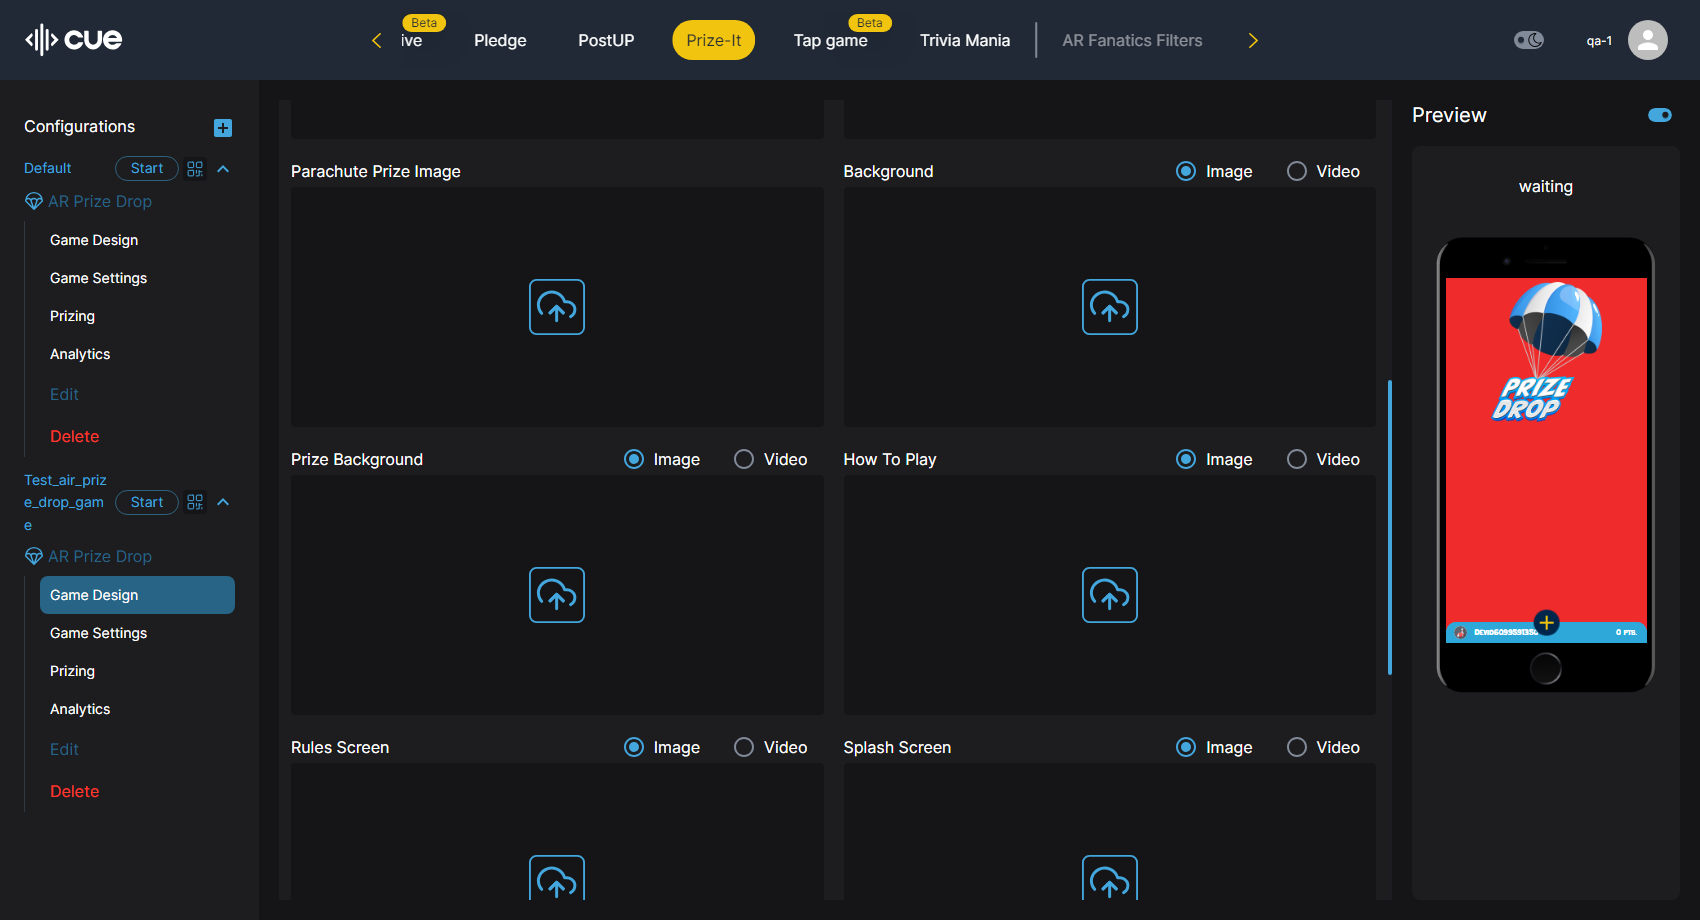 cue
Beta
ive
Pledge
PostUP
Prize-It
Beta
Tap game
Trivia Mania
AR Fanatics Filters
qa-1
Configurations
Default
Start
AR Prize Drop
Game Design
Game Settings
Prizing
Analytics
Edit
Delete
Test_air_priz
e_drop_gam
e
Start
AR Prize Drop
Game Design
Game Settings
Prizing
Analytics
Edit
Delete
Parachute Prize Image
Background
Image
Video
Prize Background
Image
Video
How To Play
Image
Video
Rules Screen
Image
Video
Splash Screen
Image
Video
Preview
waiting
PRIZE
DROP
0 PTS.